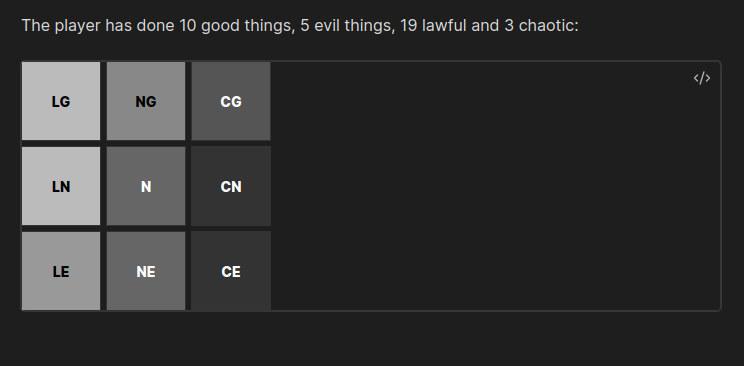 The player has done 10 good things, 5 evil things, 19 lawful and 3 chaotic:
</>
LG NG CG
LN N CN
LE NE CE